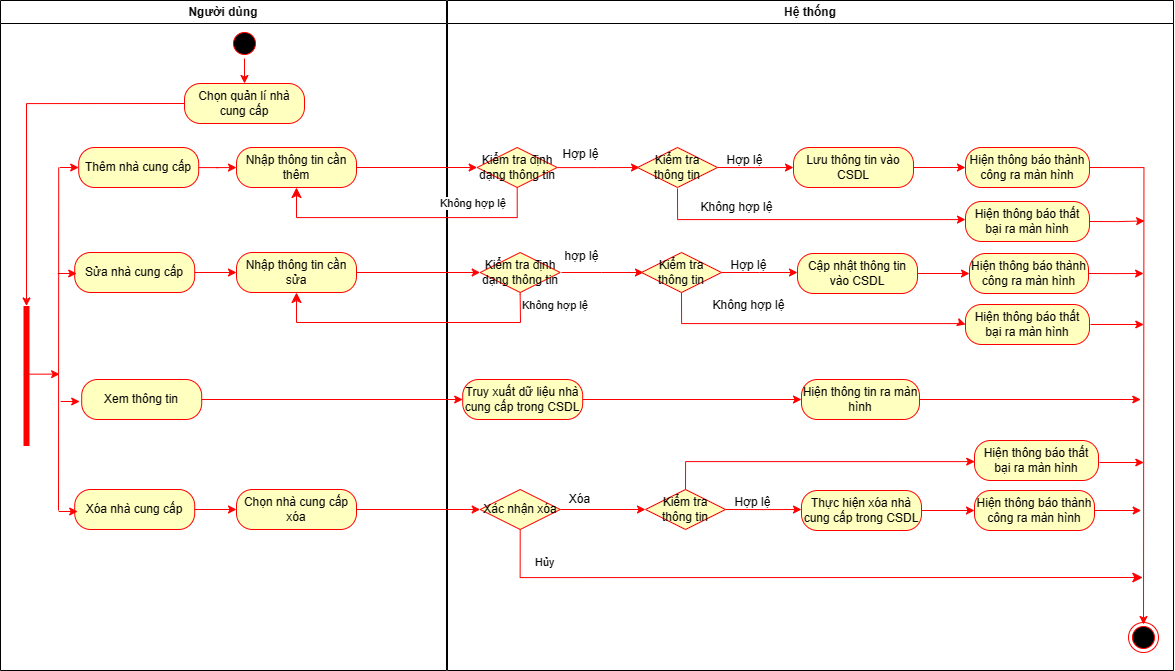 Người dùng
Hệ thống
Chọn quản lí nhà
cung cấp
Thêm nhà cung cấp
Nhập thông tin cần
thêm
Kiểm tra định
dạng thông tin
Hợp lệ
Không hợp lệ
Kiểm tra
thông tin
Hợp lệ
Không hợp lệ
Lưu thông tin vào
CSDL
Hiện thông báo thành
công ra màn hình
Hiện thông báo thất
bại ra màn hình
Sửa nhà cung cấp
Nhập thông tin cần
sửa
Kiểm tra định
dạng thông tin
hợp lệ
Không hợp lệ
Kiểm tra
thông tin
Hợp lệ
Không hợp lệ
Cập nhật thông tin
vào CSDL
Hiện thông báo thành
công ra màn hình
Hiện thông báo thất
bại ra màn hình
Xem thông tin
Truy xuất dữ liệu nhà
cung cấp trong CSDL
Hiện thông tin ra màn
hình
Xóa nhà cung cấp
Chọn nhà cung cấp
xóa
Xác nhận xóa
Xóa
Hủy
Kiểm tra
thông tin
Hợp lệ
Hiện thông báo thất
bại ra màn hình
Thực hiện xóa nhà
cung cấp trong CSDL
Hiện thông báo thành
công ra màn hình